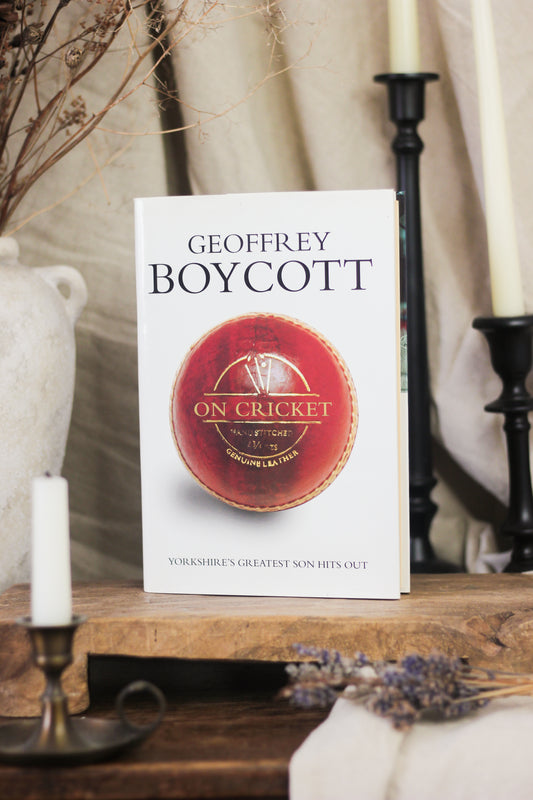 GEOFFREY
BOYCOTT
ON CRICKET
HAND STITCHED
GENUINE LEATHER
YORKSHIRE'S GREATEST SON HITS OUT